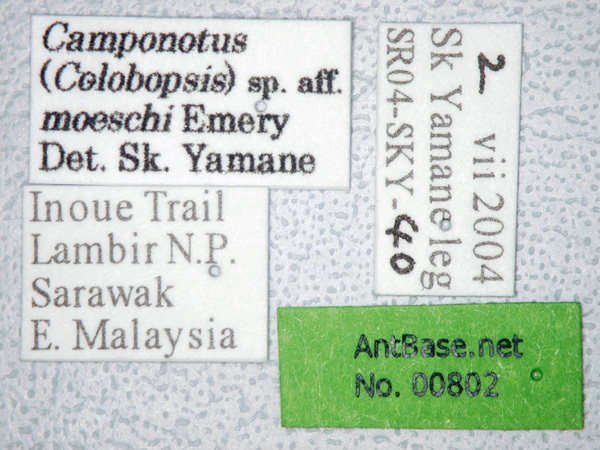 Camponotus
(Colobopsis) sp. aff.
moeschi Emery
Det. Sk. Yamane
Inoue Trail
Lambir N.P.
Sarawak
E. Malaysia
2 vii 2004
Sk Yamane leg
SR04-SKY-40
AntBase.net
No. 00802